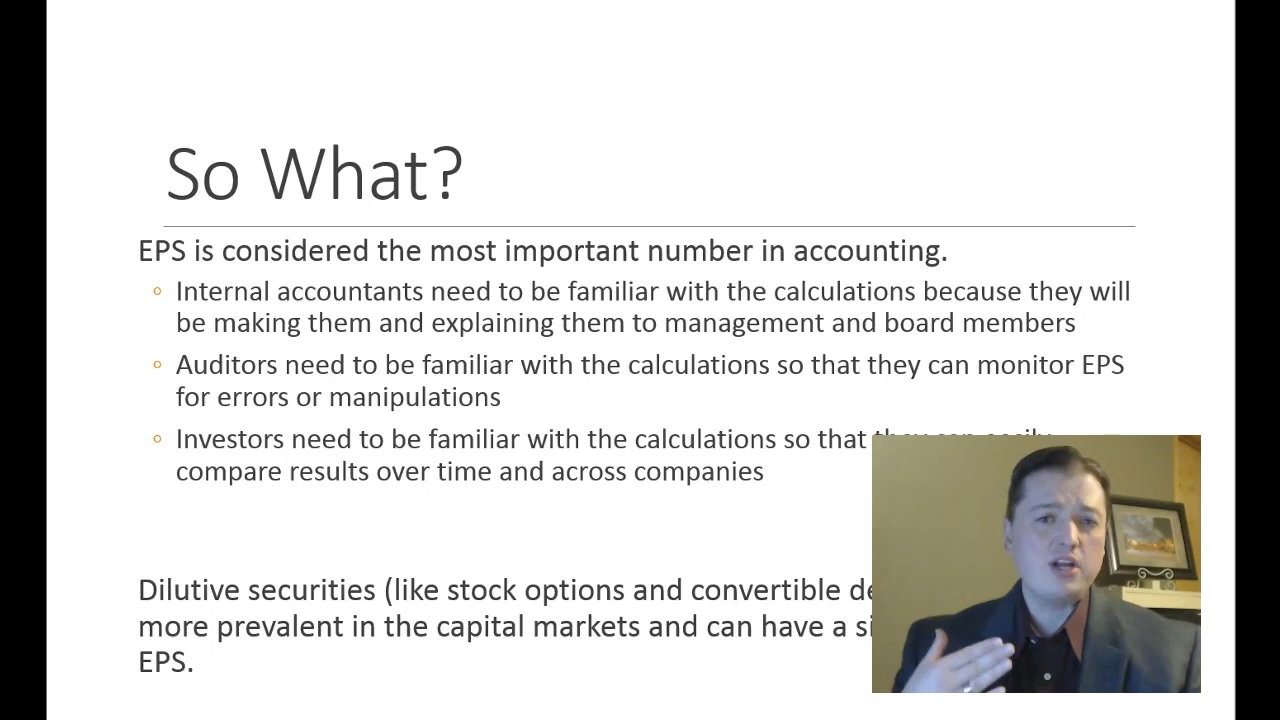 So What?
EPS is considered the most important number in accounting.
Internal accountants need to be familiar with the calculations because they will
be making them and explaining them to management and board members
Auditors need to be familiar with the calculations so that they can monitor EPS
for errors or manipulations
Investors need to be familiar with the calculations so that they can easily
compare results over time and across companies
Dilutive securities (like stock options and convertible
more prevalent in the capital markets and can have a
EPS.